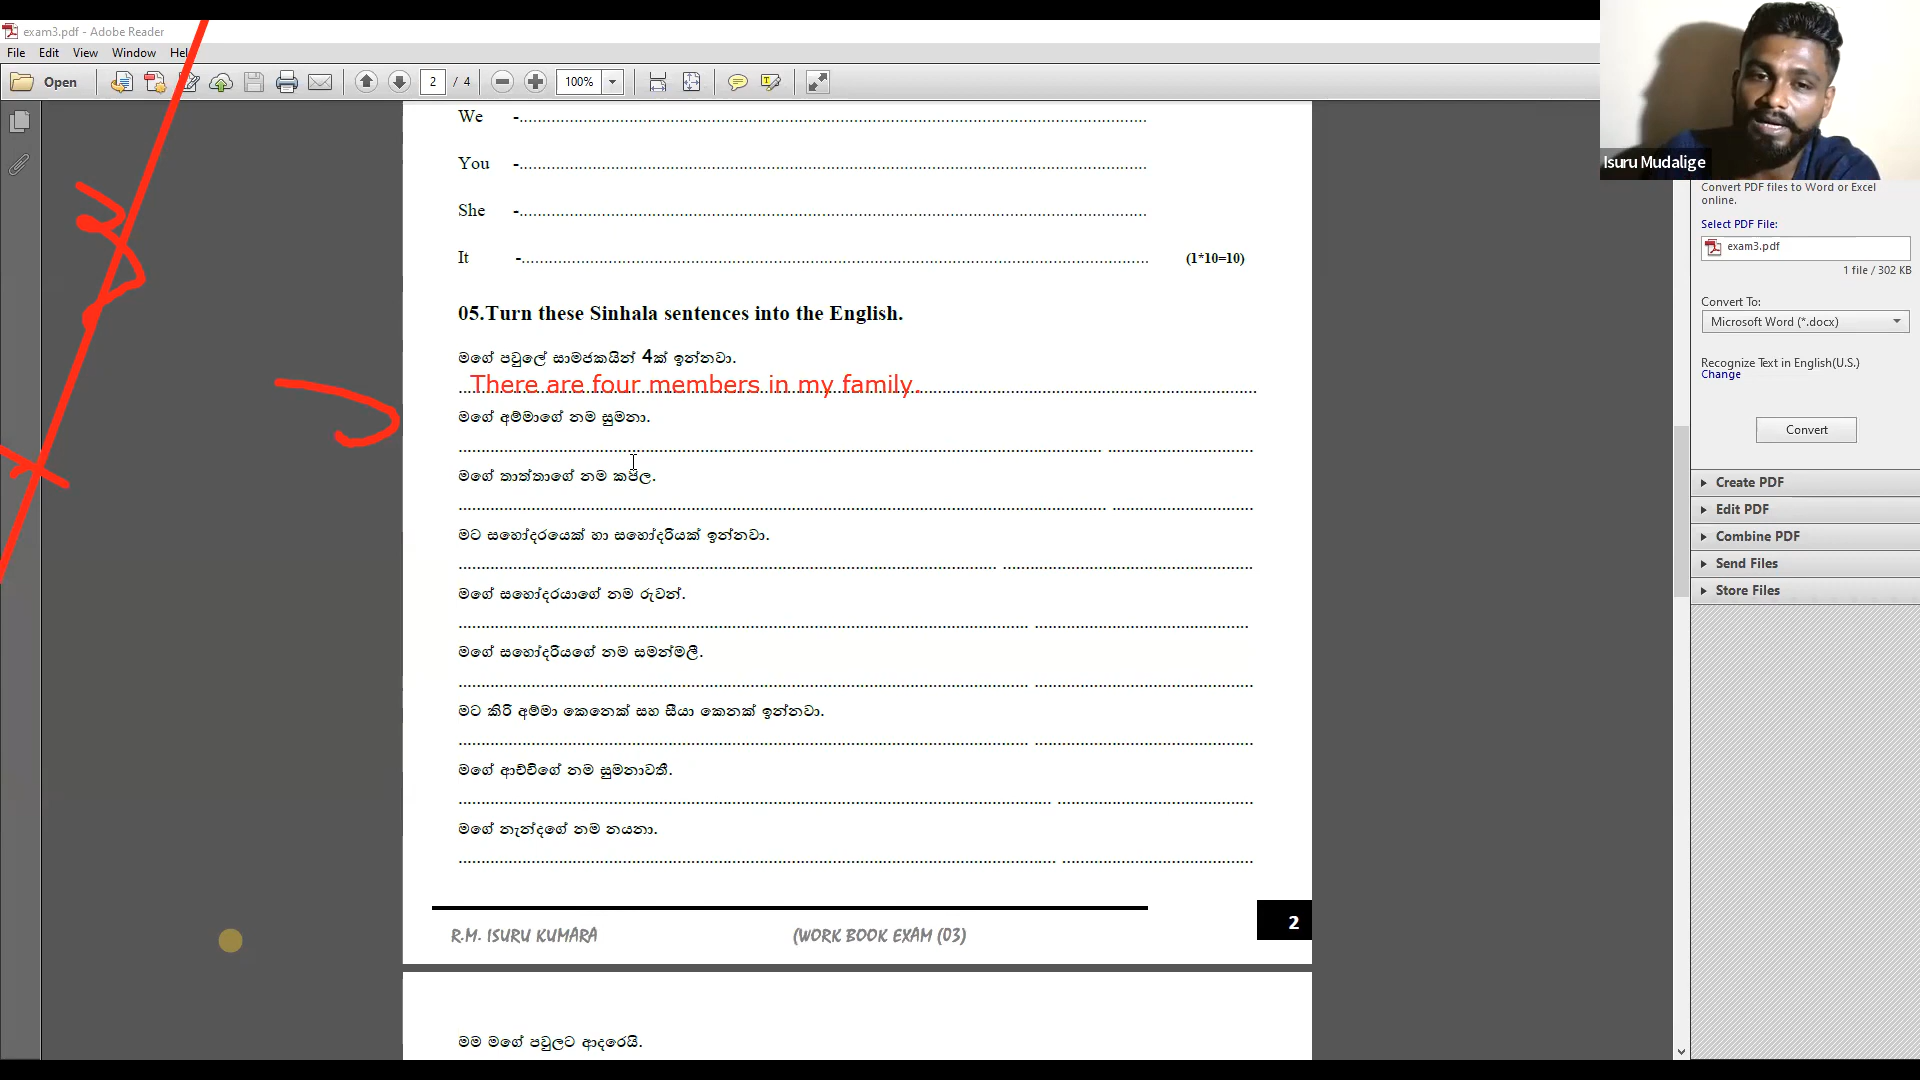 exam3.pdf - Adobe Reader
File Edit View Window Hel
Open 2 / 4 100%
Isuru Mudalige
We -
You -
She -
It - (1*10=10)
05.Turn these Sinhala sentences into the English.
මගේ පවුලේ සාමජකයින් 4ක් ඉන්නවා.
There are four members in my family.
මගේ අම්මාගේ නම සුමනා.
මගේ තාත්තාගේ නම කපිල.
මට සහෝදරයෙක් හා සහෝදරියක් ඉන්නවා.
මගේ සහෝදරයාගේ නම රුවන්.
මගේ සහෝදරියගේ නම සමන්මලී.
මට කිරි අම්මා කෙනෙක් සහ සීයා කෙනක් ඉන්නවා.
මගේ ආච්චිගේ නම සුමනාවතී.
මගේ නැන්දගේ නම නයනා.
R.M. ISURU KUMARA (WORK BOOK EXAM (03) 2
මම මගේ පවුලට ආදරෙයි.
Convert PDF files to Word or Excel
online.
Select PDF File:
exam3.pdf
1 file / 302 KB
Convert To:
Microsoft Word (*.docx)
Recognize Text in English(U.S.)
Change
Convert
Create PDF
Edit PDF
Combine PDF
Send Files
Store Files